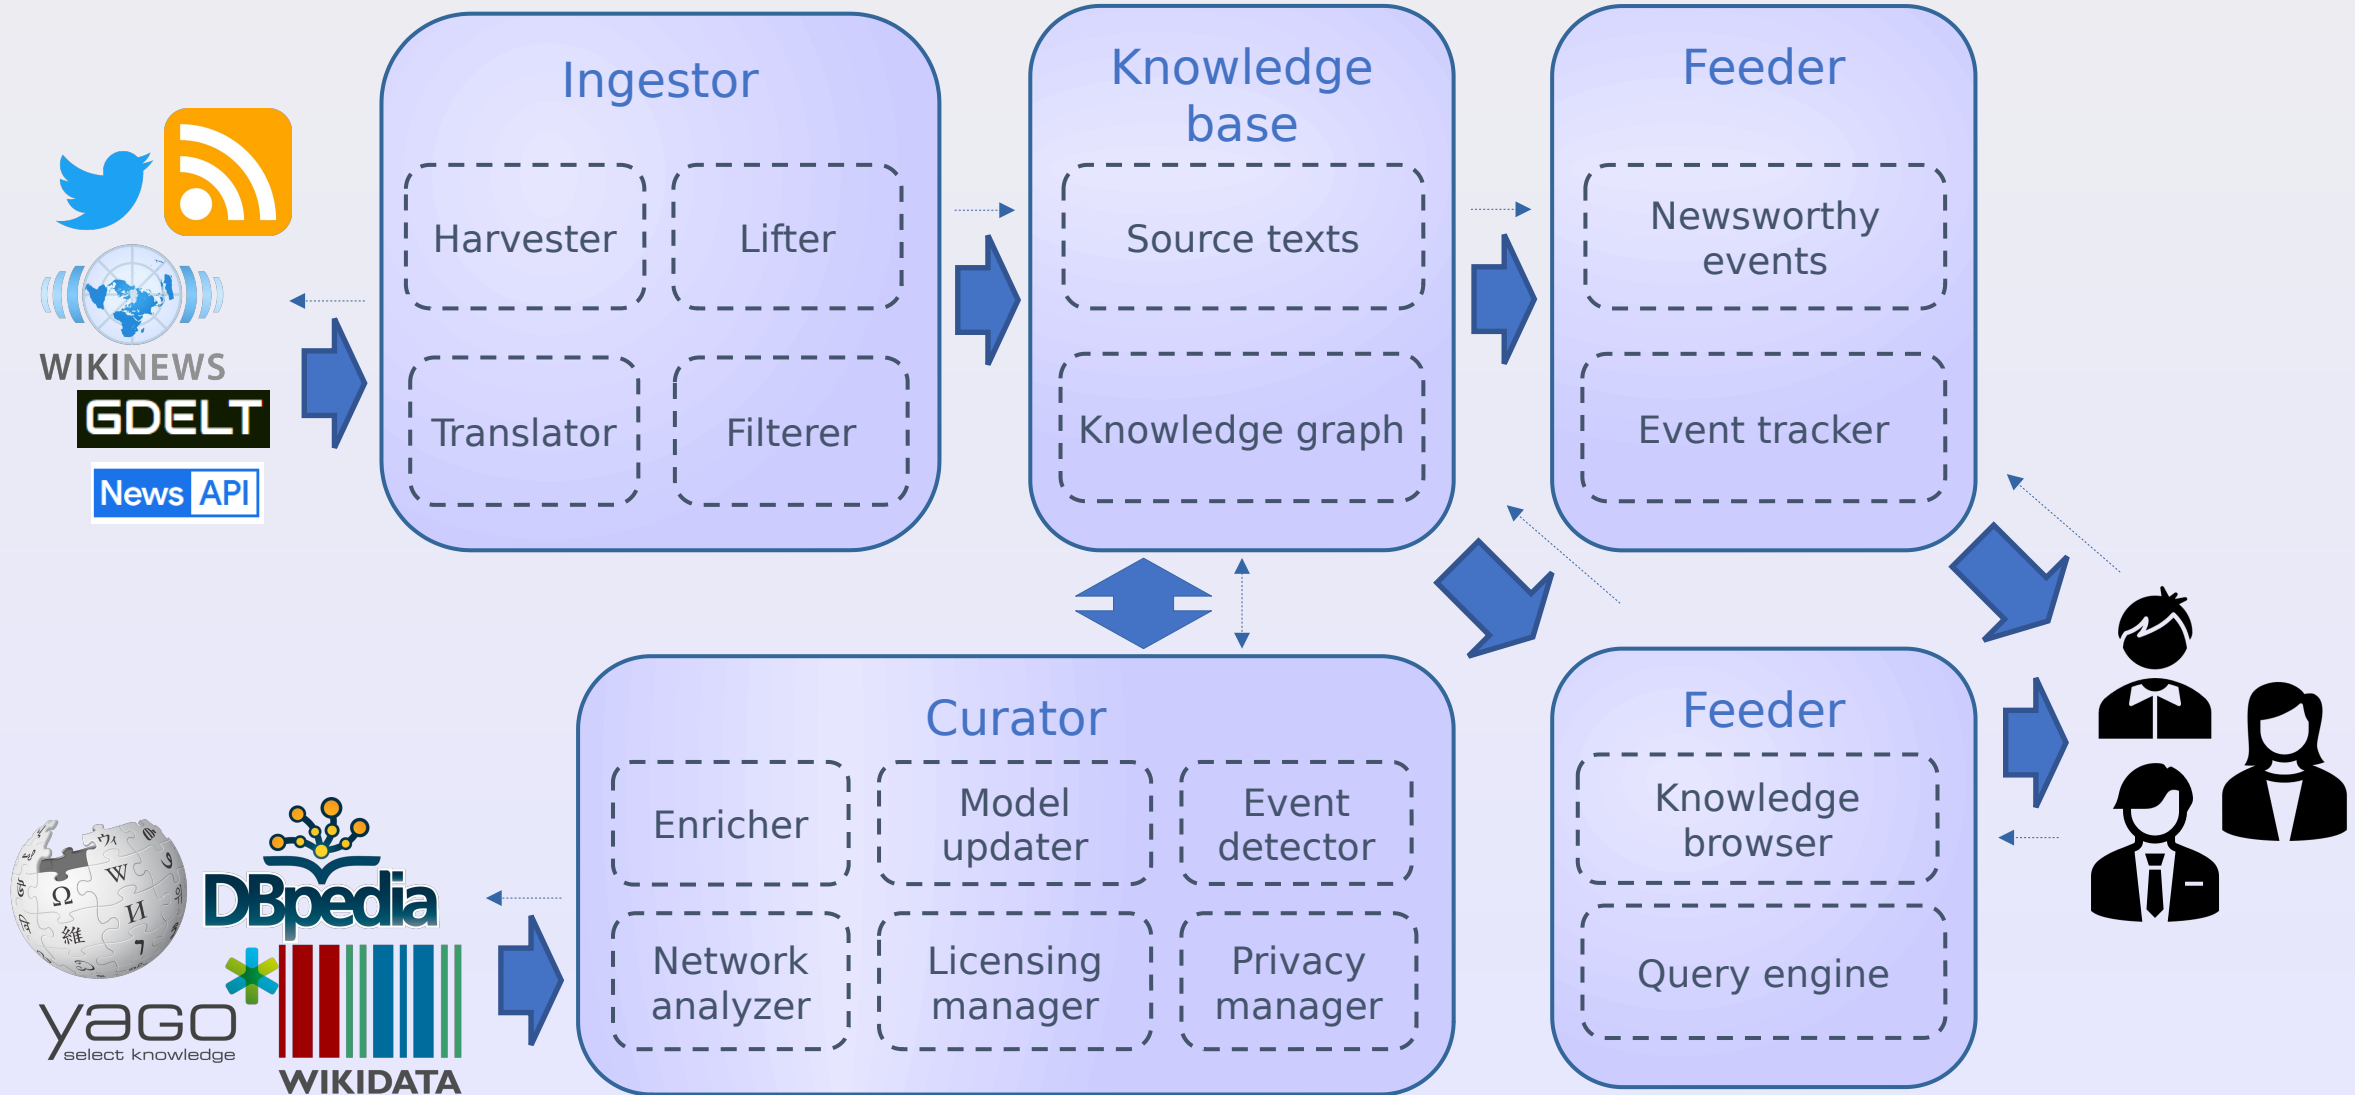 Ingestor
Harvester
Lifter
Translator
Filterer
Knowledge
base
Source texts
Knowledge graph
Feeder
Newsworthy
events
Event tracker
WIKINEWS
GDELT
News API
Curator
Enricher
Model
updater
Event
detector
Network
analyzer
Licensing
manager
Privacy
manager
Feeder
Knowledge
browser
Query engine
Ω
W
И
維
DBpedia
yago
select knowledge
WIKIDATA